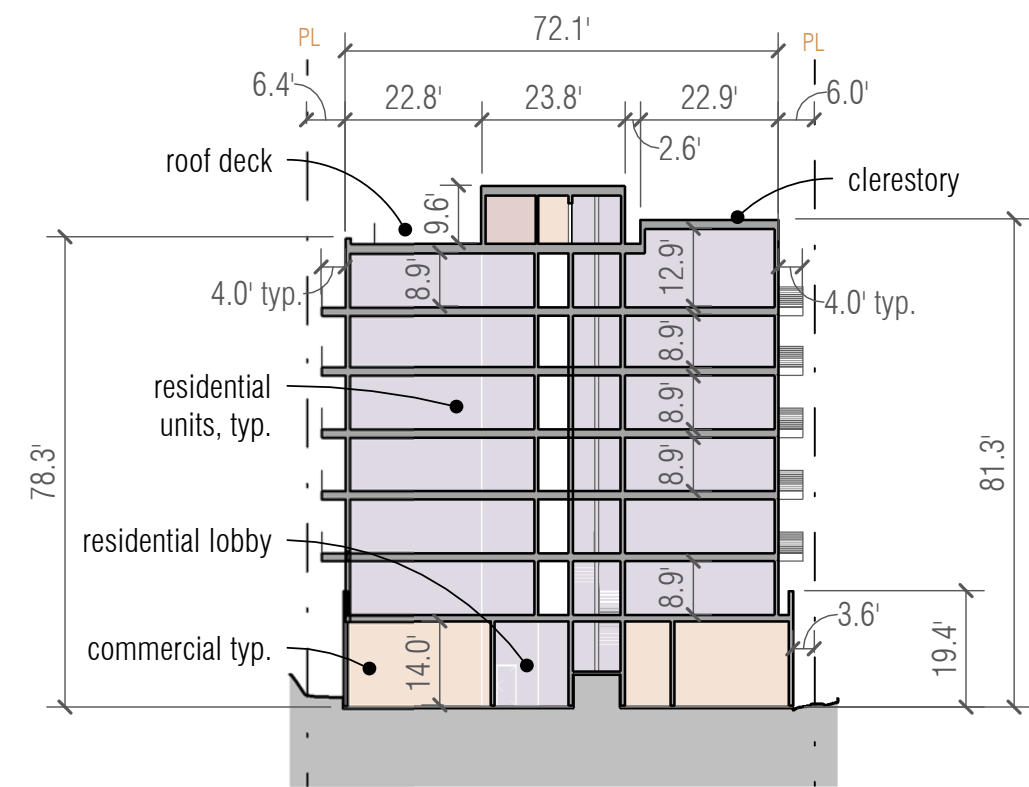 72.1'
PL
PL
6.4'
22.8'
23.8'
22.9'
6.0'
2.6'
roof deck
clerestory
9.6'
12.9'
8.9'
4.0' typ.
4.0' typ.
8.9'
residential
units, typ.
8.9'
78.3'
81.3'
8.9'
residential lobby
8.9'
3.6'
19.4'
commercial typ.
14.0'